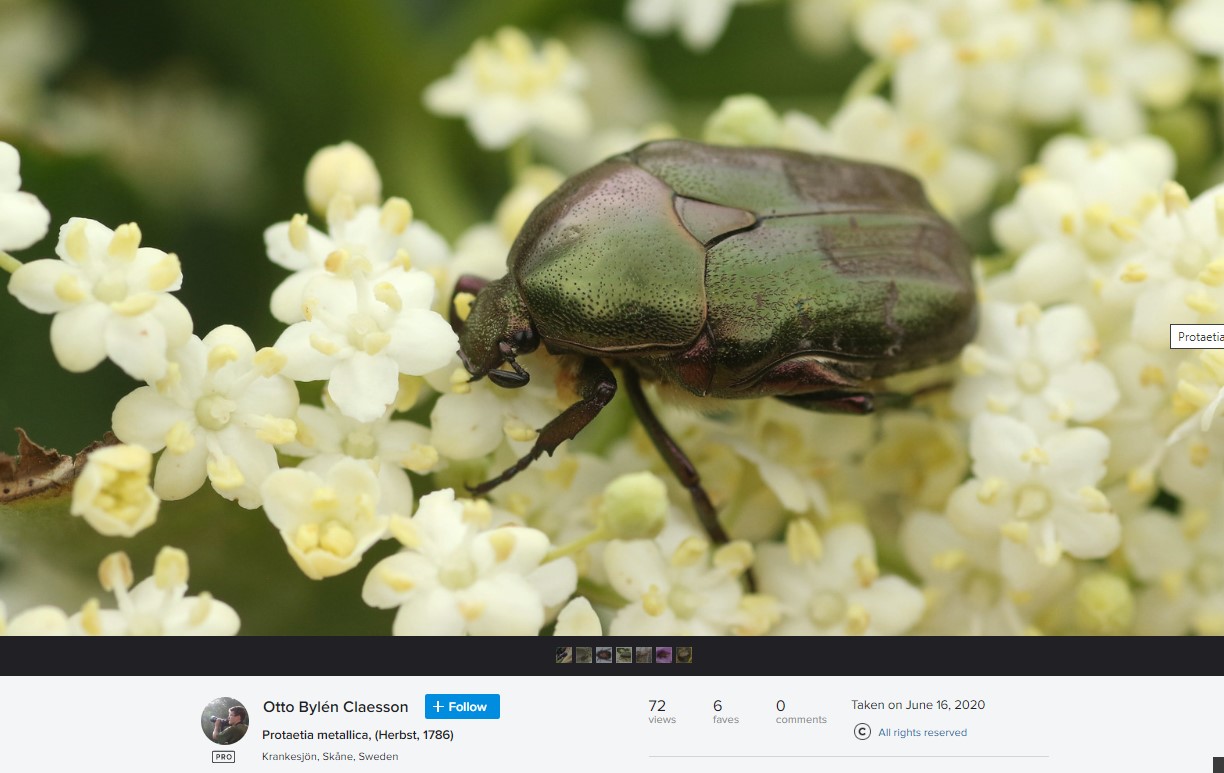 Protaetia
Otto Bylén Claesson
+ Follow
PRO
Protaetia metallica, (Herbst, 1786)
Krankesjön, Skåne, Sweden
72
views
6
faves
0
comments
Taken on June 16, 2020
© All rights reserved